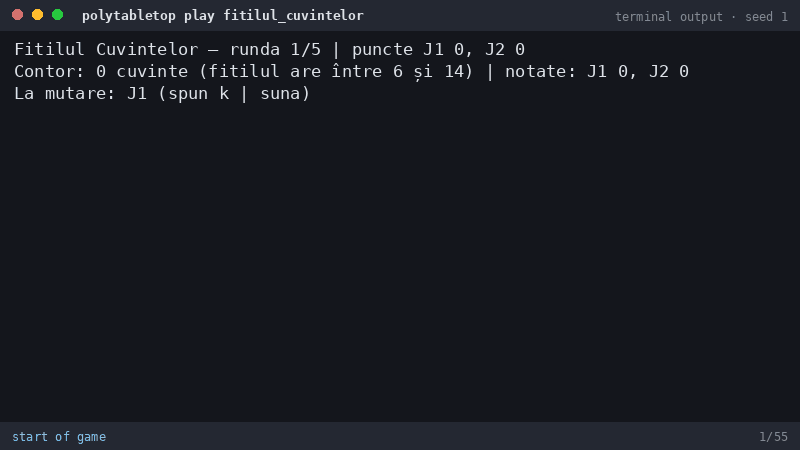 polytabletop play fitilul_cuvintelor
terminal output · seed 1
Fitilul Cuvintelor — runda 1/5 | puncte J1 0, J2 0
Contor: 0 cuvinte (fitilul are între 6 și 14) | notate: J1 0, J2 0
La mutare: J1 (spun k | suna)
start of game
1/55